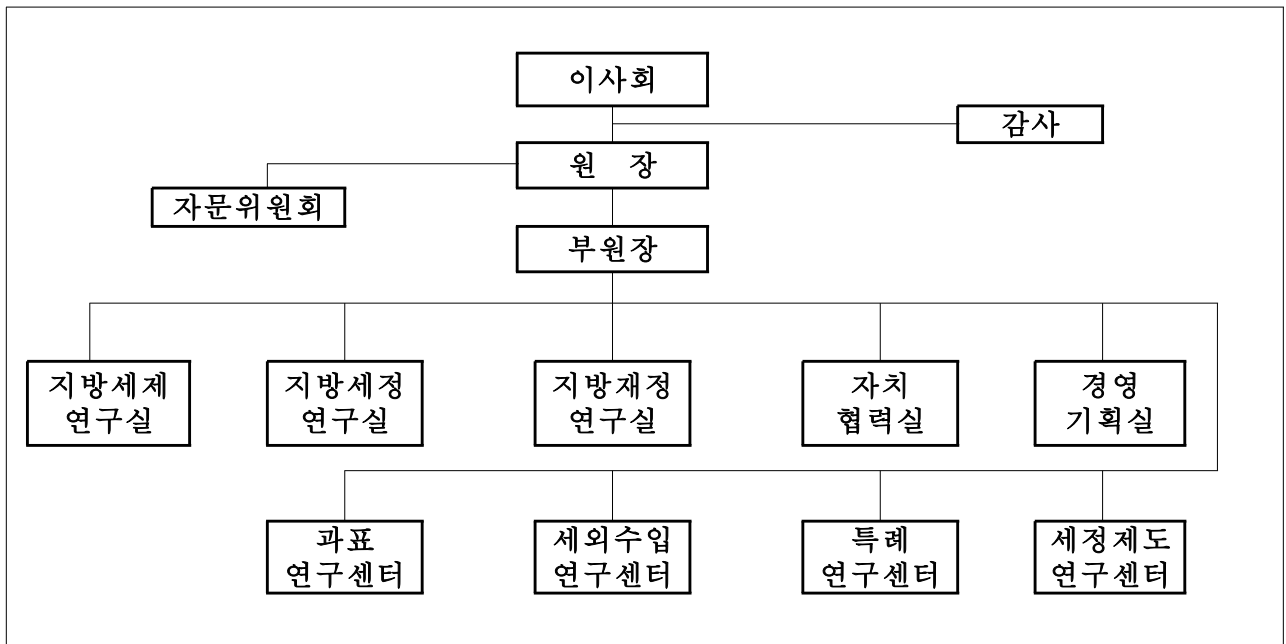 이사회
감사
원 장
자문위원회
부원장
지방세제
연구실
지방세정
연구실
지방재정
연구실
자치
협력실
경영
기획실
과표
연구센터
세외수입
연구센터
특례
연구센터
세정제도
연구센터